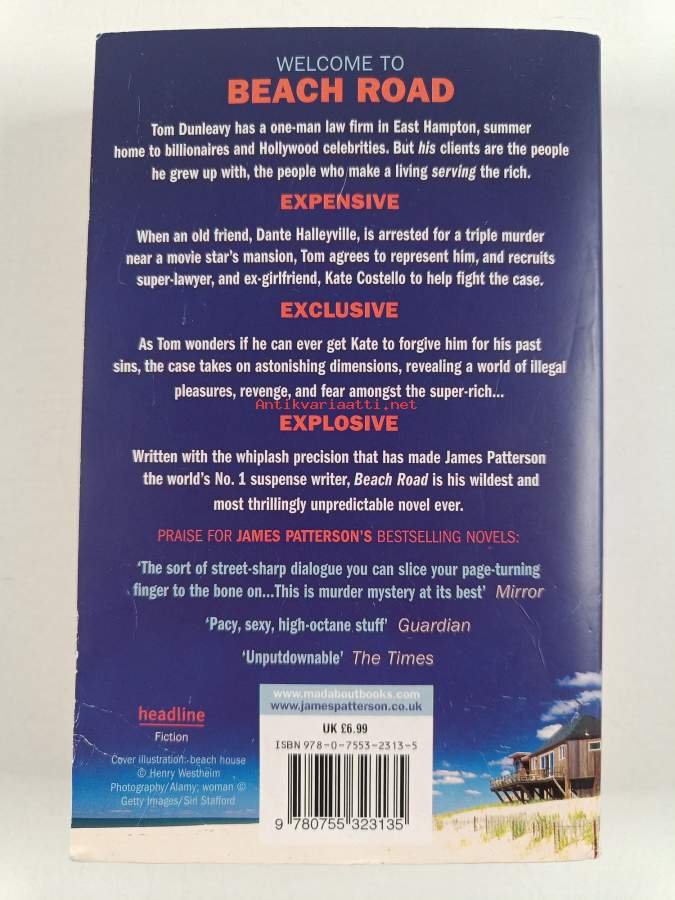 WELCOME TO
BEACH ROAD
Tom Dunleavy has a one-man law firm in East Hampton, summer
home to billionaires and Hollywood celebrities. But his clients are the people
he grew up with, the people who make a living serving the rich.
EXPENSIVE
When an old friend, Dante Halleyville, is arrested for a triple murder
near a movie star's mansion, Tom agrees to represent him, and recruits
super-lawyer, and ex-girlfriend, Kate Costello to help fight the case.
EXCLUSIVE
As Tom wonders if he can ever get Kate to forgive him for his past
sins, the case takes on astonishing dimensions, revealing a world of illegal
pleasures, revenge, and fear amongst the super-rich...
Antikvariaatti.net
EXPLOSIVE
Written with the whiplash precision that has made James Patterson
the world's No. 1 suspense writer, Beach Road is his wildest and
most thrillingly unpredictable novel ever.
PRAISE FOR JAMES PATTERSON'S BESTSELLING NOVELS:
'The sort of street-sharp dialogue you can slice your page-turning
finger to the bone on...This is murder mystery at its best' Mirror
'Pacy, sexy, high-octane stuff' Guardian
'Unputdownable' The Times
www.madaboutbooks.com
www.jamespatterson.co.uk
headline
Fiction
UK £6.99
ISBN 978-0-7553-2313-5
Cover illustration: beach house
© Henry Westheim
Photography/Alamy; woman ©
Getty Images/Siri Stafford
9 780755 323135